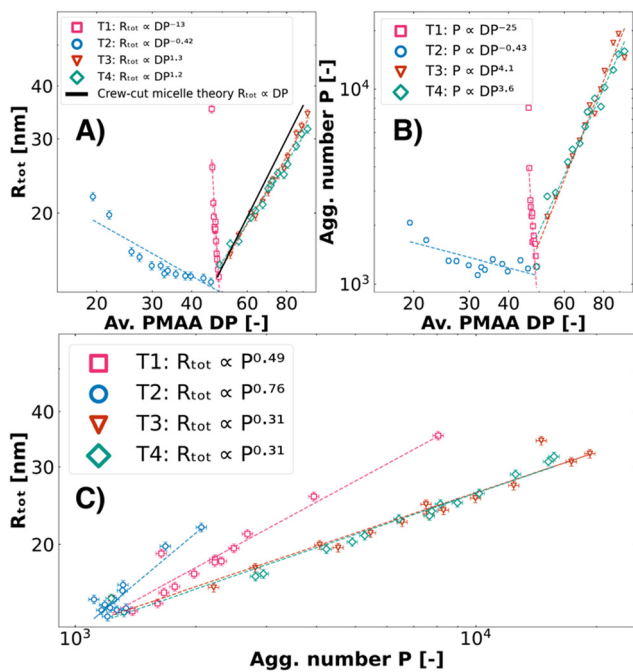 T1: Rₜₒₜ ∝ DP⁻¹³
T2: Rₜₒₜ ∝ DP⁻⁰·⁴²
T3: Rₜₒₜ ∝ DP¹·³
T4: Rₜₒₜ ∝ DP¹·²
Crew-cut micelle theory Rₜₒₜ ∝ DP
A)
40
30
20
Rₜₒₜ [nm]
20
30
40
60
80
Av. PMAA DP [-]
T1: P ∝ DP⁻²⁵
T2: P ∝ DP⁻⁰·⁴³
T3: P ∝ DP⁴·¹
T4: P ∝ DP³·⁶
B)
10⁴
10³
Agg. number P [-]
20
40
60
80
Av. PMAA DP [-]
T1: Rₜₒₜ ∝ P⁰·⁴⁹
T2: Rₜₒₜ ∝ P⁰·⁷⁶
T3: Rₜₒₜ ∝ P⁰·³¹
T4: Rₜₒₜ ∝ P⁰·³¹
C)
40
30
20
Rₜₒₜ [nm]
10³
10⁴
Agg. number P [-]